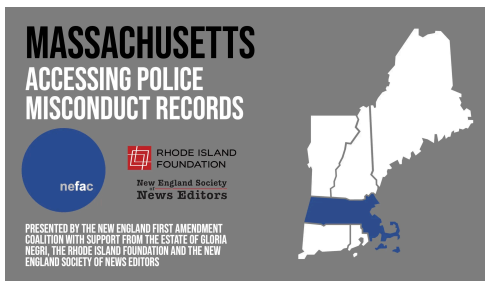 MASSACHUSETTS
ACCESSING POLICE
MISCONDUCT RECORDS
nefac
RHODE ISLAND
FOUNDATION
New England Society
of
News Editors
PRESENTED BY THE NEW ENGLAND FIRST AMENDMENT
COALITION WITH SUPPORT FROM THE ESTATE OF GLORIA
NEGRI, THE RHODE ISLAND FOUNDATION AND THE NEW
ENGLAND SOCIETY OF NEWS EDITORS